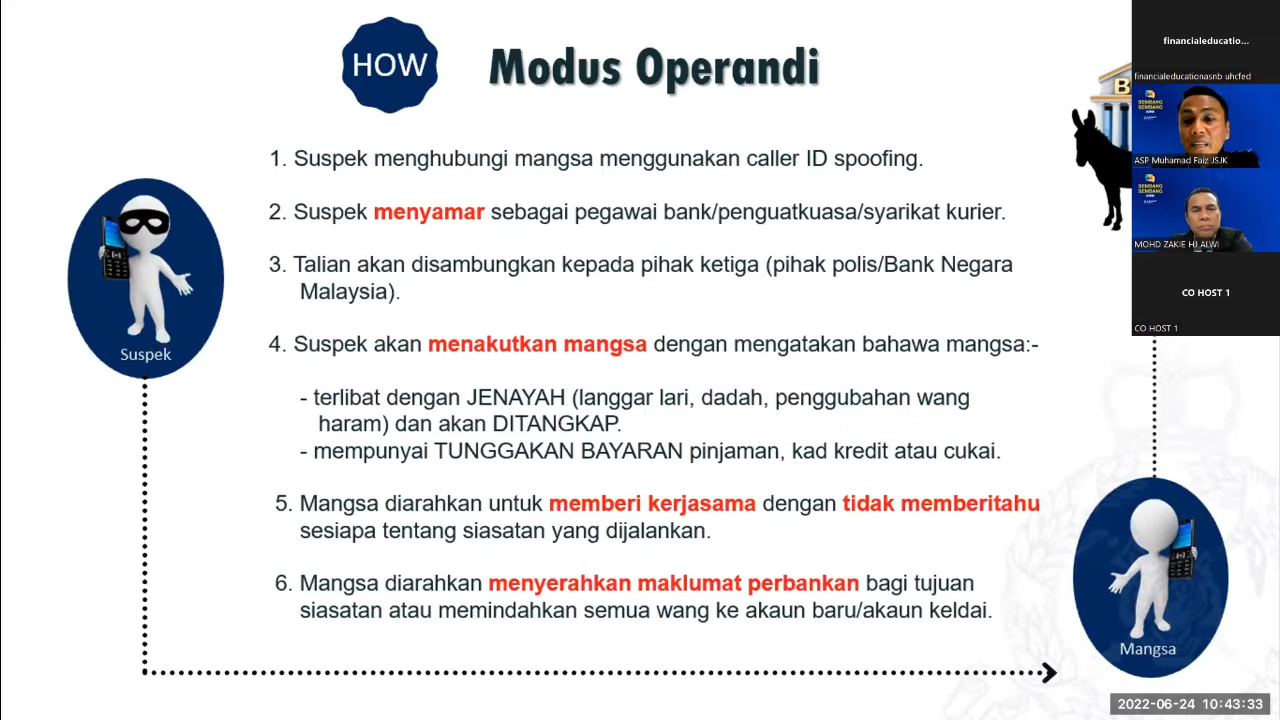 HOW
Modus Operandi
1. Suspek menghubungi mangsa menggunakan caller ID spoofing.
2. Suspek menyamar sebagai pegawai bank/penguatkuasa/syarikat kurier.
3. Talian akan disambungkan kepada pihak ketiga (pihak polis/Bank Negara
Malaysia).
4. Suspek akan menakutkan mangsa dengan mengatakan bahawa mangsa:-
- terlibat dengan JENAYAH (langgar lari, dadah, penggubahan wang
haram) dan akan DITANGKAP.
- mempunyai TUNGGAKAN BAYARAN pinjaman, kad kredit atau cukai.
5. Mangsa diarahkan untuk memberi kerjasama dengan tidak memberitahu
sesiapa tentang siasatan yang dijalankan.
6. Mangsa diarahkan menyerahkan maklumat perbankan bagi tujuan
siasatan atau memindahkan semua wang ke akaun baru/akaun keldai.
Suspek
Mangsa
financialeducatio...
financialeducationasnb uhcfed
SEMBANG
SEMBANG
ASP Muhamad Faiz JSJK
SEMBANG
SEMBANG
MOHD ZAKIE HJ ALWI
CO HOST 1
CO HOST 1
2022-06-24 10:43:33